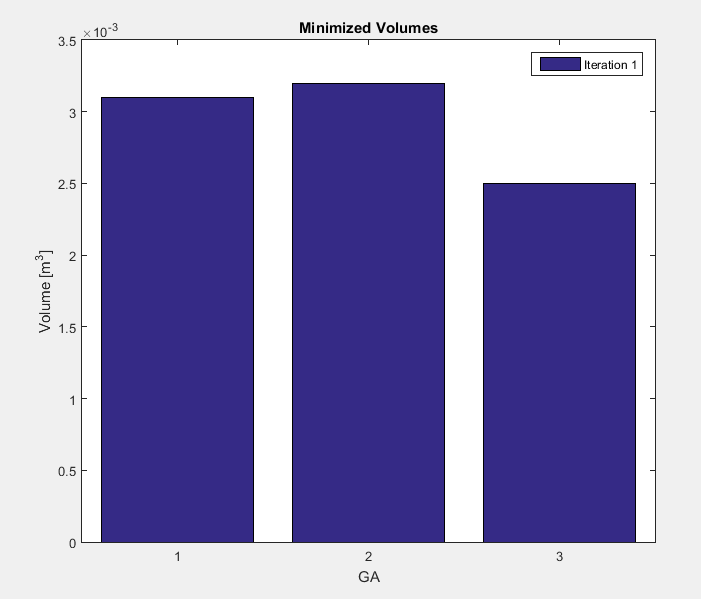 Minimized Volumes
×10⁻³
3.5
3
2.5
2
1.5
1
0.5
0
Volume [m³]
Iteration 1
1 2 3
GA